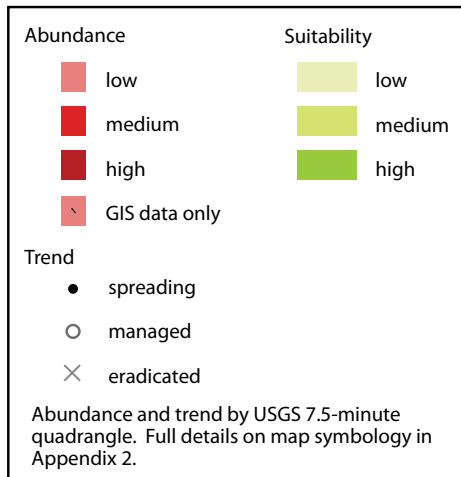 Abundance
low
medium
high
GIS data only
Suitability
low
medium
high
Trend
spreading
managed
eradicated
Abundance and trend by USGS 7.5-minute
quadrangle. Full details on map symbology in
Appendix 2.